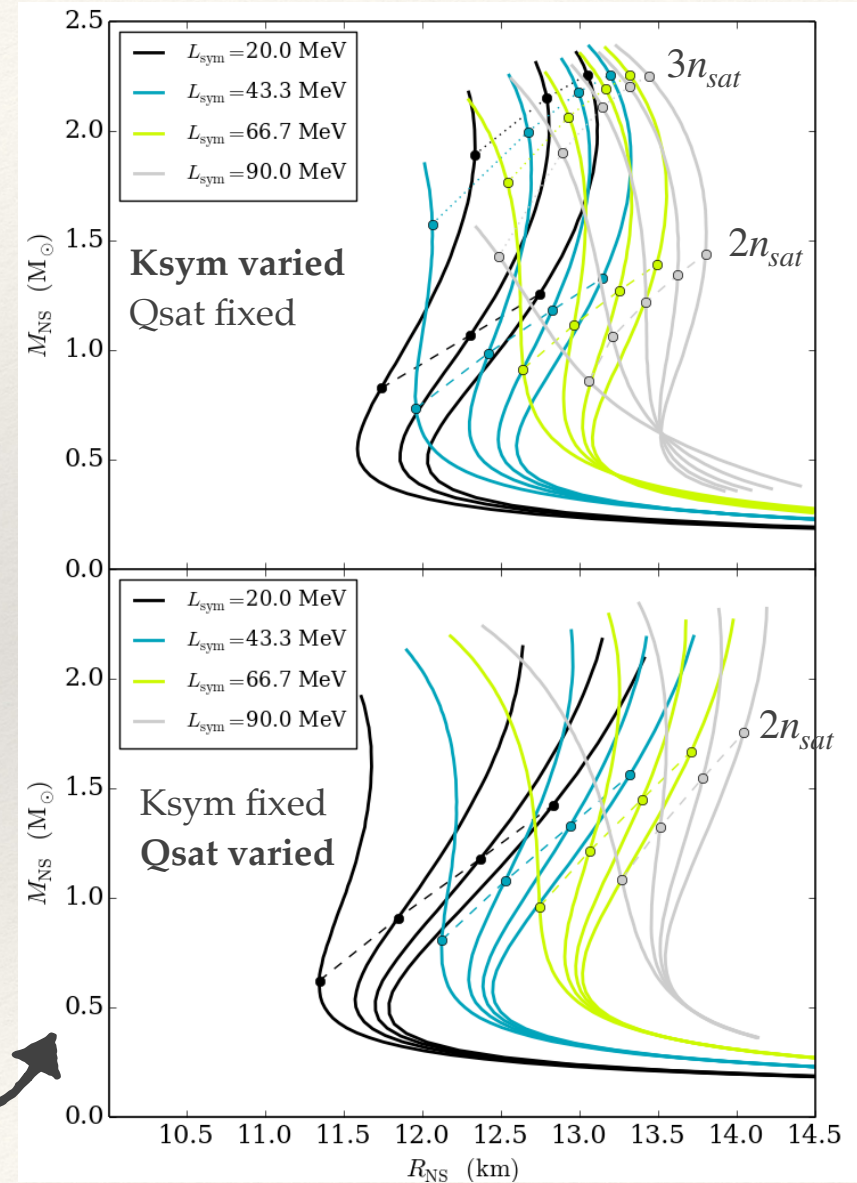 2.5
2.0
1.5
1.0
0.5
0.0
M_NS (M_⊙)
L_sym=20.0 MeV
L_sym=43.3 MeV
L_sym=66.7 MeV
L_sym=90.0 MeV
3n_sat
2n_sat
Ksym varied
Qsat fixed
2.0
1.5
1.0
0.5
0.0
M_NS (M_⊙)
L_sym=20.0 MeV
L_sym=43.3 MeV
L_sym=66.7 MeV
L_sym=90.0 MeV
2n_sat
Ksym fixed
Qsat varied
10.5 11.0 11.5 12.0 12.5 13.0 13.5 14.0 14.5
R_NS (km)